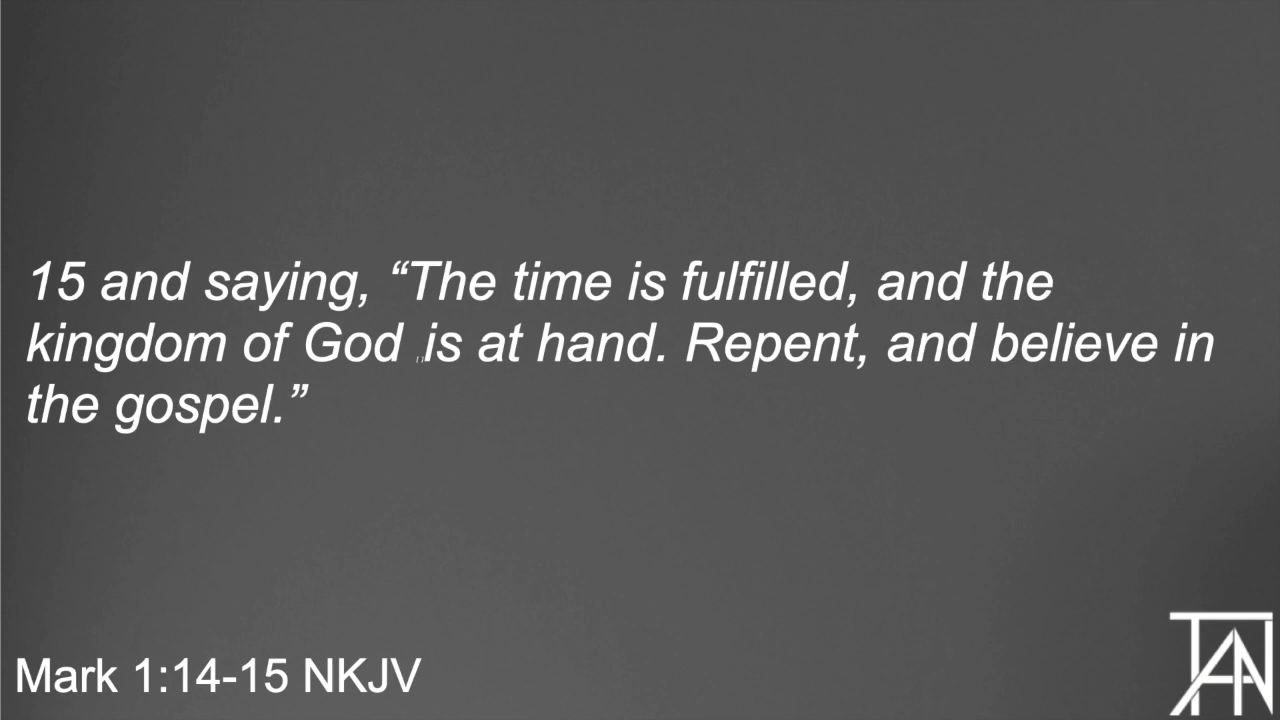 15 and saying, “The time is fulfilled, and the
kingdom of God is at hand. Repent, and believe in
the gospel.”
Mark 1:14-15 NKJV